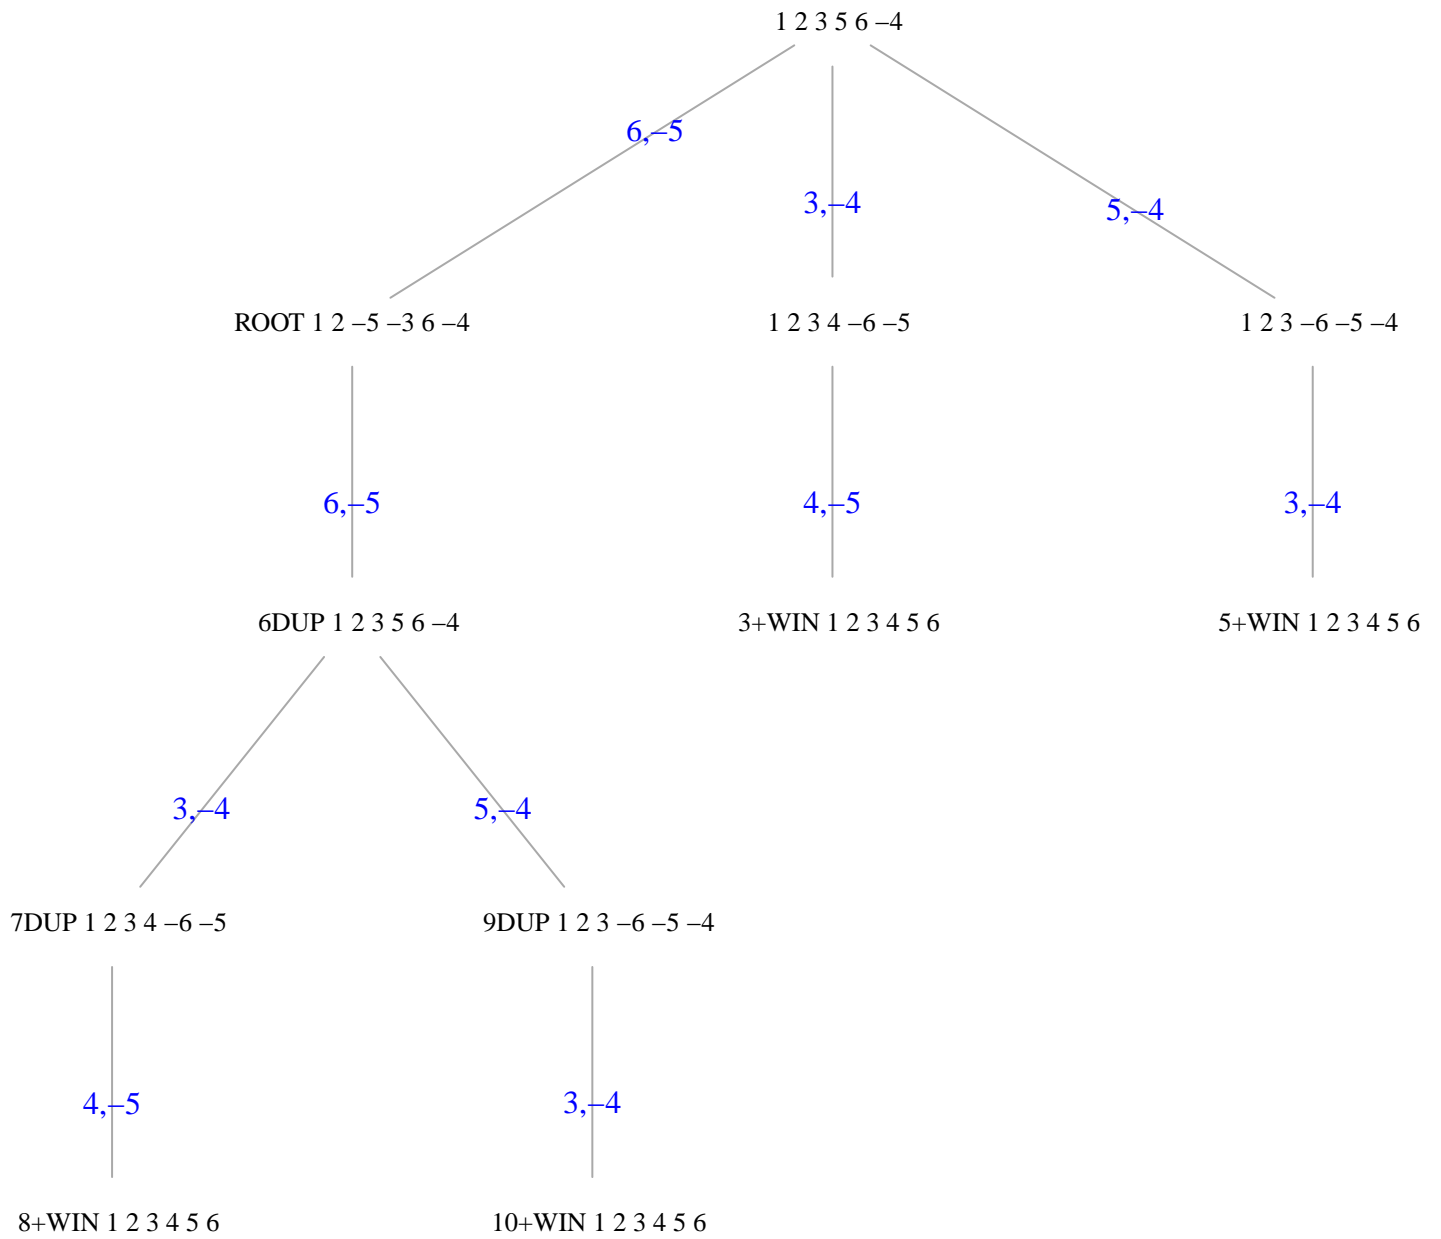 1 2 3 5 6 –4
6,–5
3,–4
5,–4
ROOT 1 2 –5 –3 6 –4
1 2 3 4 –6 –5
1 2 3 –6 –5 –4
6,–5
4,–5
3,–4
6DUP 1 2 3 5 6 –4
3+WIN 1 2 3 4 5 6
5+WIN 1 2 3 4 5 6
3,–4
5,–4
7DUP 1 2 3 4 –6 –5
9DUP 1 2 3 –6 –5 –4
4,–5
3,–4
8+WIN 1 2 3 4 5 6
10+WIN 1 2 3 4 5 6